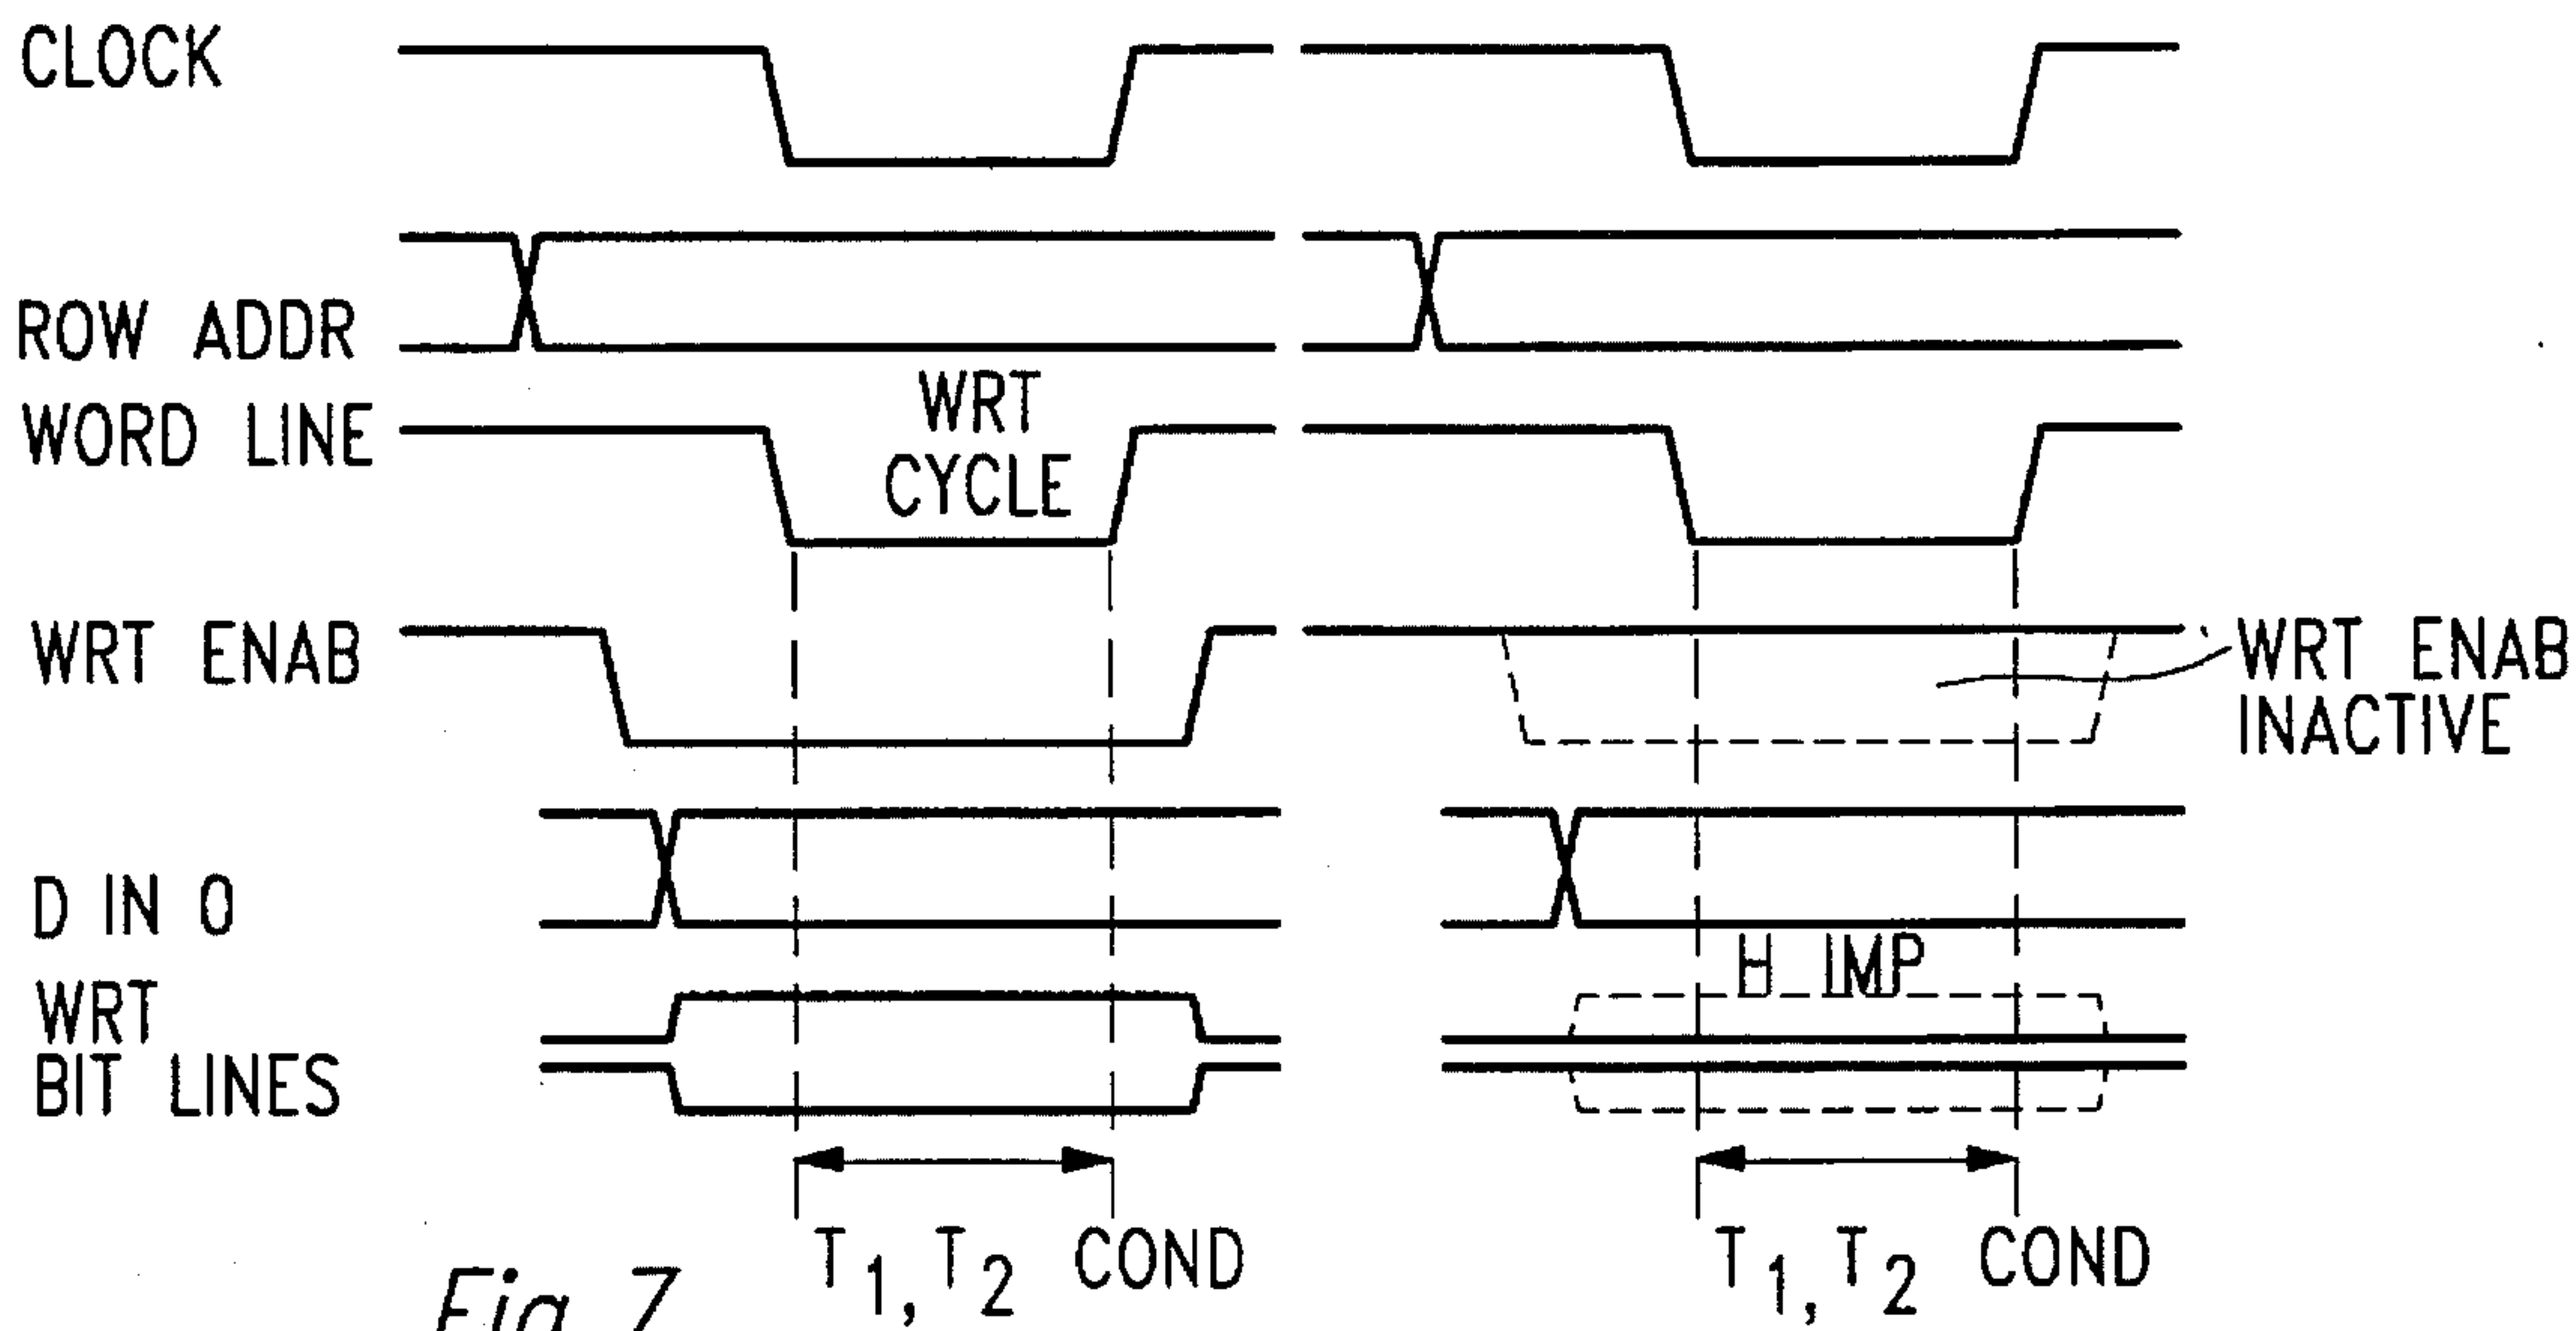 CLOCK
ROW ADDR
WORD LINE
WRT
CYCLE
WRT ENAB
WRT ENAB
INACTIVE
D IN 0
H IMP
WRT
BIT LINES
T1, T2 COND
T1, T2 COND
Fig. 7